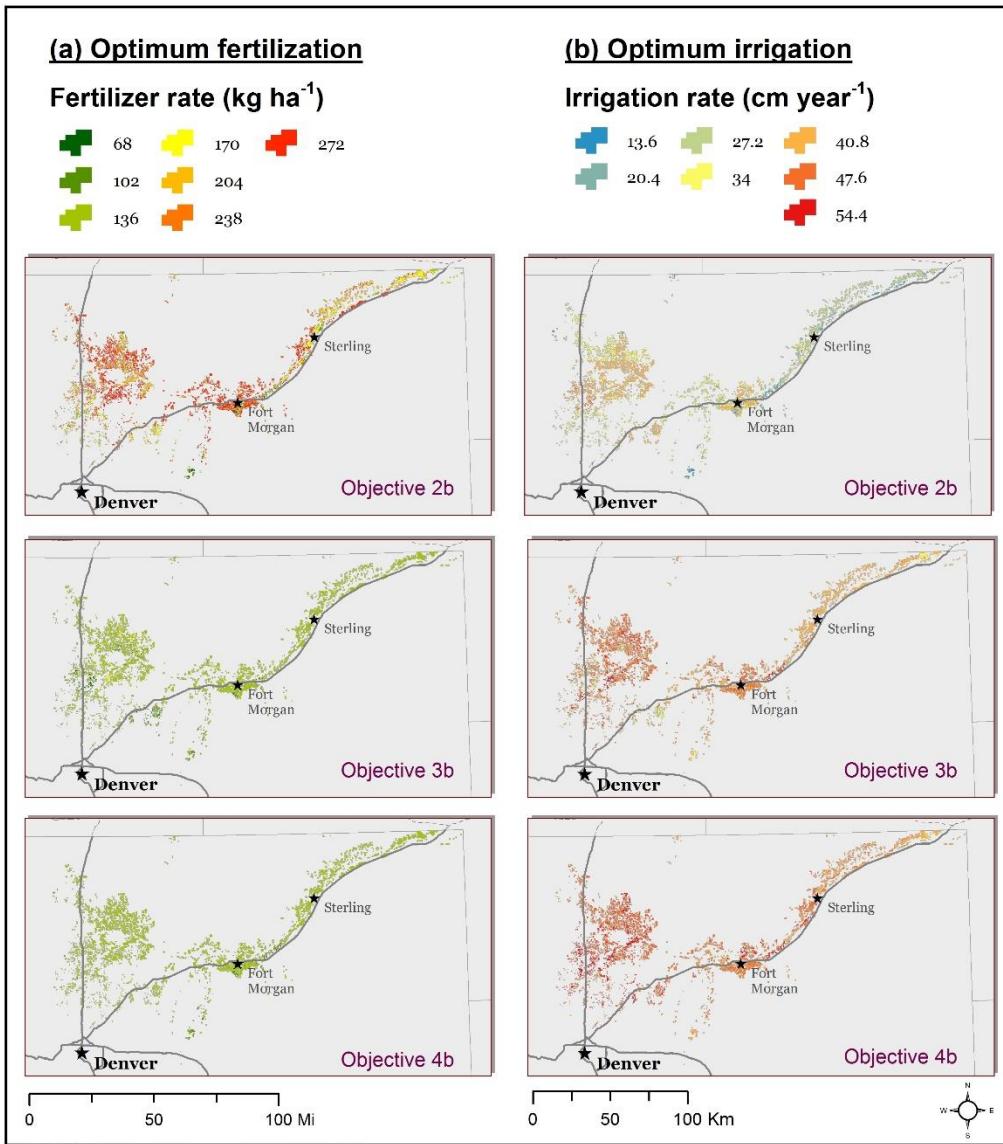 (a) Optimum fertilization
Fertilizer rate (kg ha-1)
68
170
272
102
204
136
238
(b) Optimum irrigation
Irrigation rate (cm year-1)
13.6
27.2
40.8
20.4
34
47.6
54.4
Sterling
Fort
Morgan
Denver
Objective 2b
Sterling
Fort
Morgan
Denver
Objective 2b
Sterling
Fort
Morgan
Denver
Objective 3b
Sterling
Fort
Morgan
Denver
Objective 3b
Sterling
Fort
Morgan
Denver
Objective 4b
Sterling
Fort
Morgan
Denver
Objective 4b
0 50 100 Mi
0 50 100 Km
N
W E
S